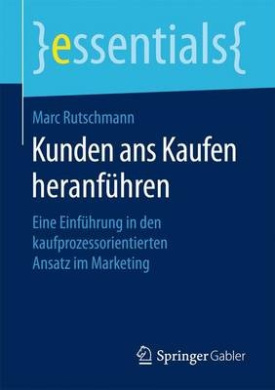 }essentials{
Marc Rutschmann
Kunden ans Kaufen
heranführen
Eine Einführung in den
kaufprozessorientierten
Ansatz im Marketing
Springer Gabler